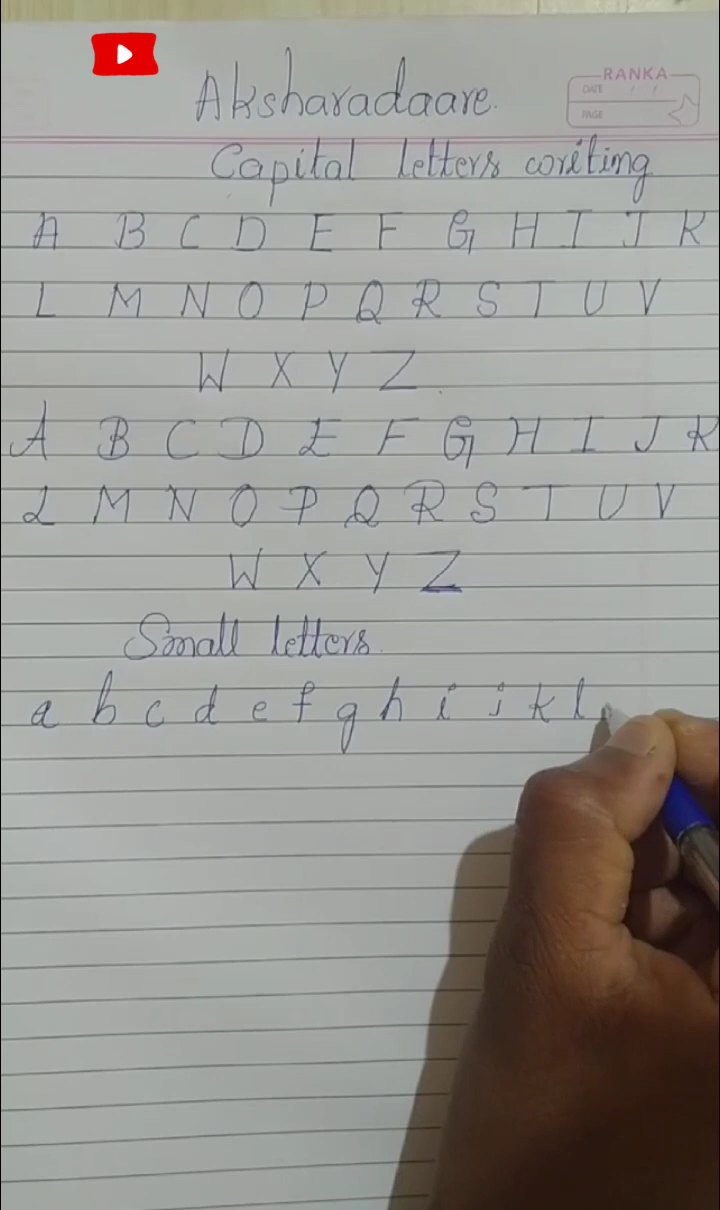 Aksharadaare.
RANKA
DATE / /
PAGE
Capital letters writing
A B C D E F G H I J K
L M N O P Q R S T U V
W X Y Z
A B C D E F G H I J K
L M N O P Q R S T U V
W X Y Z
Small letters.
a b c d e f g h i j k l